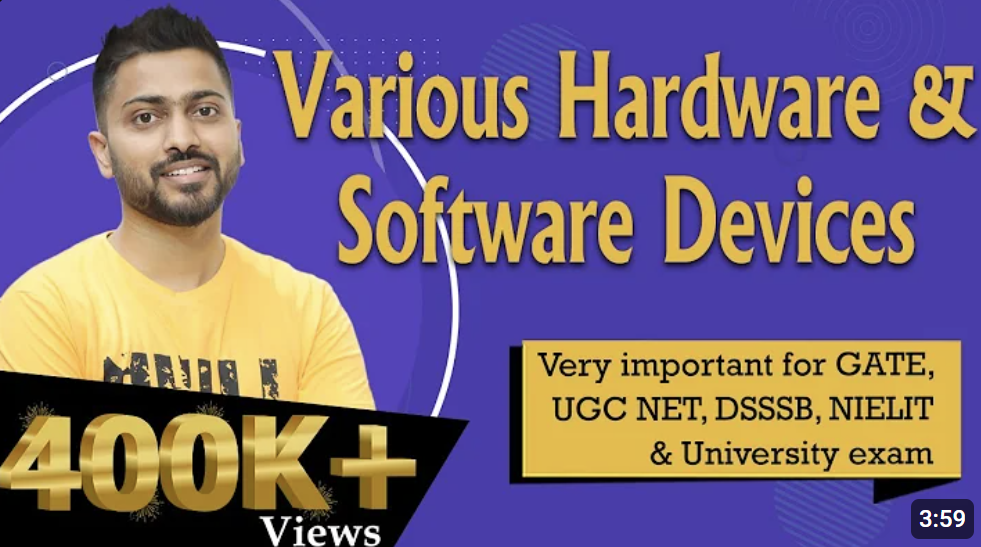 Various Hardware &
Software Devices
Very important for GATE,
UGC NET, DSSSB, NIELIT
& University exam
400K+
Views
3:59